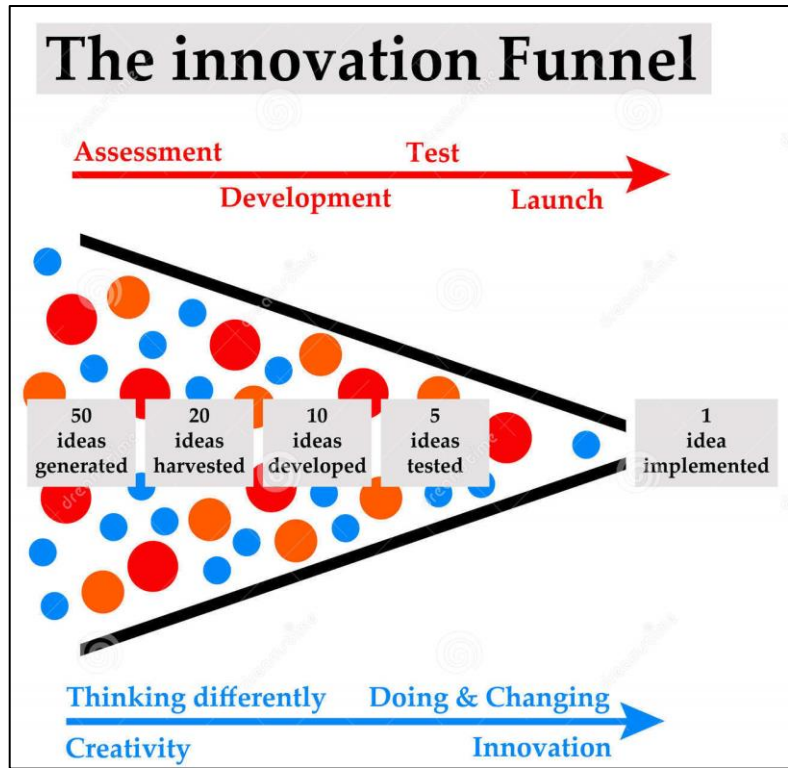 The innovation Funnel
Assessment Test
Development Launch
50 ideas generated
20 ideas harvested
10 ideas developed
5 ideas tested
1 idea implemented
Thinking differently Doing & Changing
Creativity Innovation